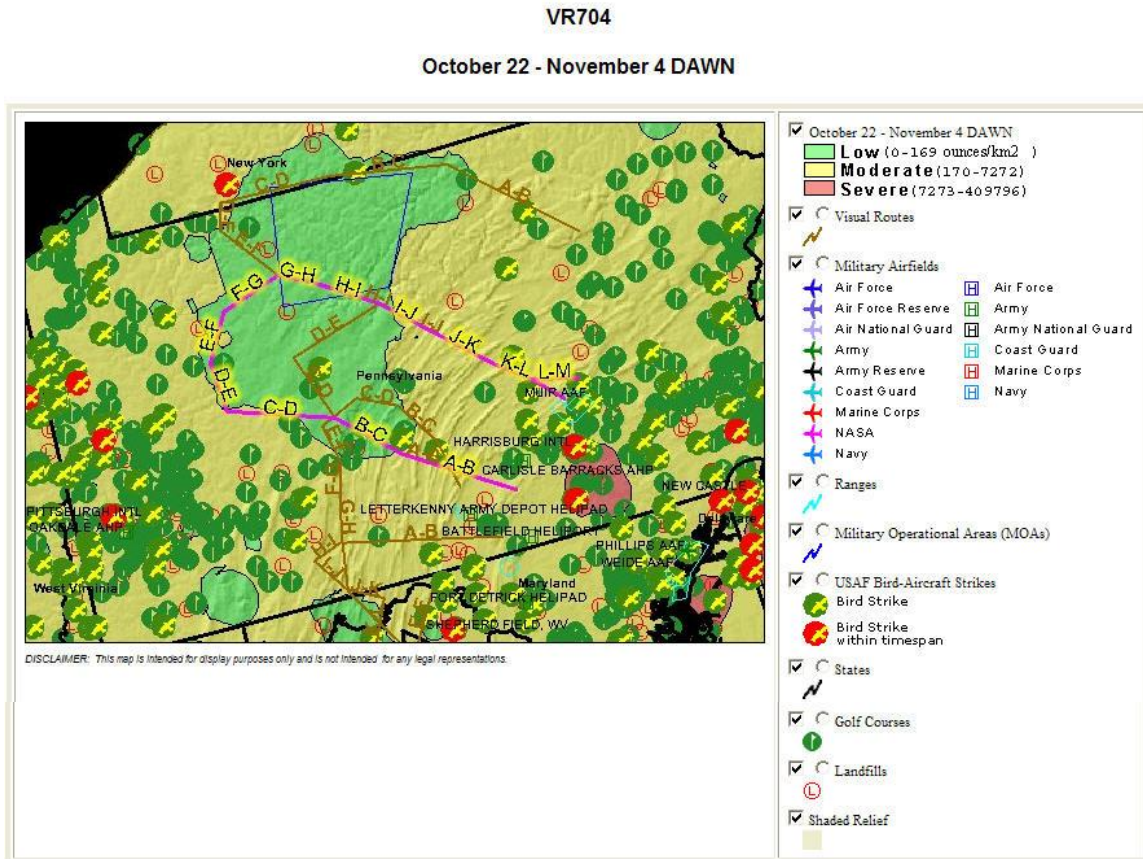 VR704
October 22 - November 4 DAWN
New York
B-C
C-D
A-B
G-H
H-I
F-G
I-J
J-K
E-F
D-E
K-L
L-M
Pennsylvania
MUIR AAF
D-E
C-D
C-D
B-C
B-C
HARRISBURG INTL
A-B
CARLISLE BARRACKS AHP
NEW CASTLE
LETTERKENNY ARMY DEPOT HELIPAD
PITTSBURGH INTL
OAKDALE AHP
G-H
A-B
BATTLEFIELD HELIPORT
PHILLIPS AAF
WEIDE AAF
West Virginia
J-K
Maryland
FORT DETRICK HELIPAD
SHEPHERD FIELD, WV
DISCLAIMER: This map is intended for display purposes only and is not intended for any legal representations.
October 22 - November 4 DAWN
Low (0-169 ounces/km2 )
Moderate (170-7272)
Severe (7273-409796)
Visual Routes
Military Airfields
Air Force
Air Force Reserve
Air National Guard
Army
Army Reserve
Coast Guard
Marine Corps
NASA
Navy
H Air Force
H Army
H Army National Guard
H Coast Guard
H Marine Corps
H Navy
Ranges
Military Operational Areas (MOAs)
USAF Bird-Aircraft Strikes
Bird Strike
Bird Strike
within timespan
States
Golf Courses
Landfills
L
Shaded Relief